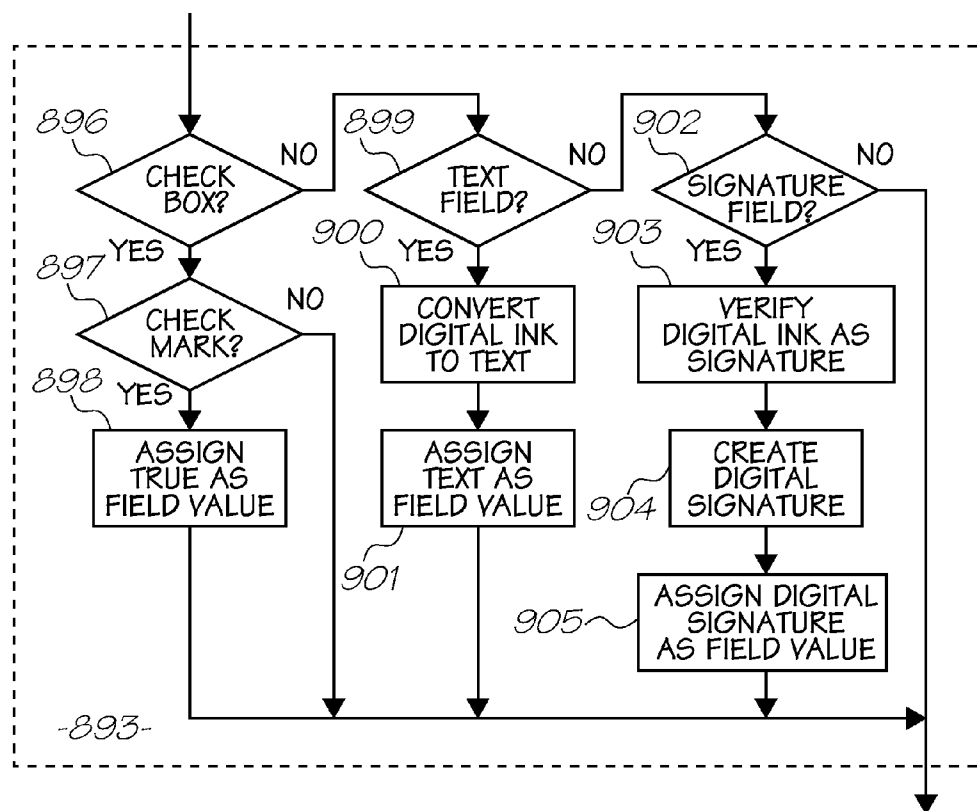 896
CHECK
BOX?
NO
YES
897
CHECK
MARK?
NO
YES
898
ASSIGN
TRUE AS
FIELD VALUE
899
TEXT
FIELD?
NO
YES
900
CONVERT
DIGITAL INK
TO TEXT
ASSIGN
TEXT AS
FIELD VALUE
901
902
SIGNATURE
FIELD?
NO
YES
903
VERIFY
DIGITAL INK AS
SIGNATURE
CREATE
DIGITAL
SIGNATURE
904
ASSIGN DIGITAL
SIGNATURE
AS FIELD VALUE
905
-893-